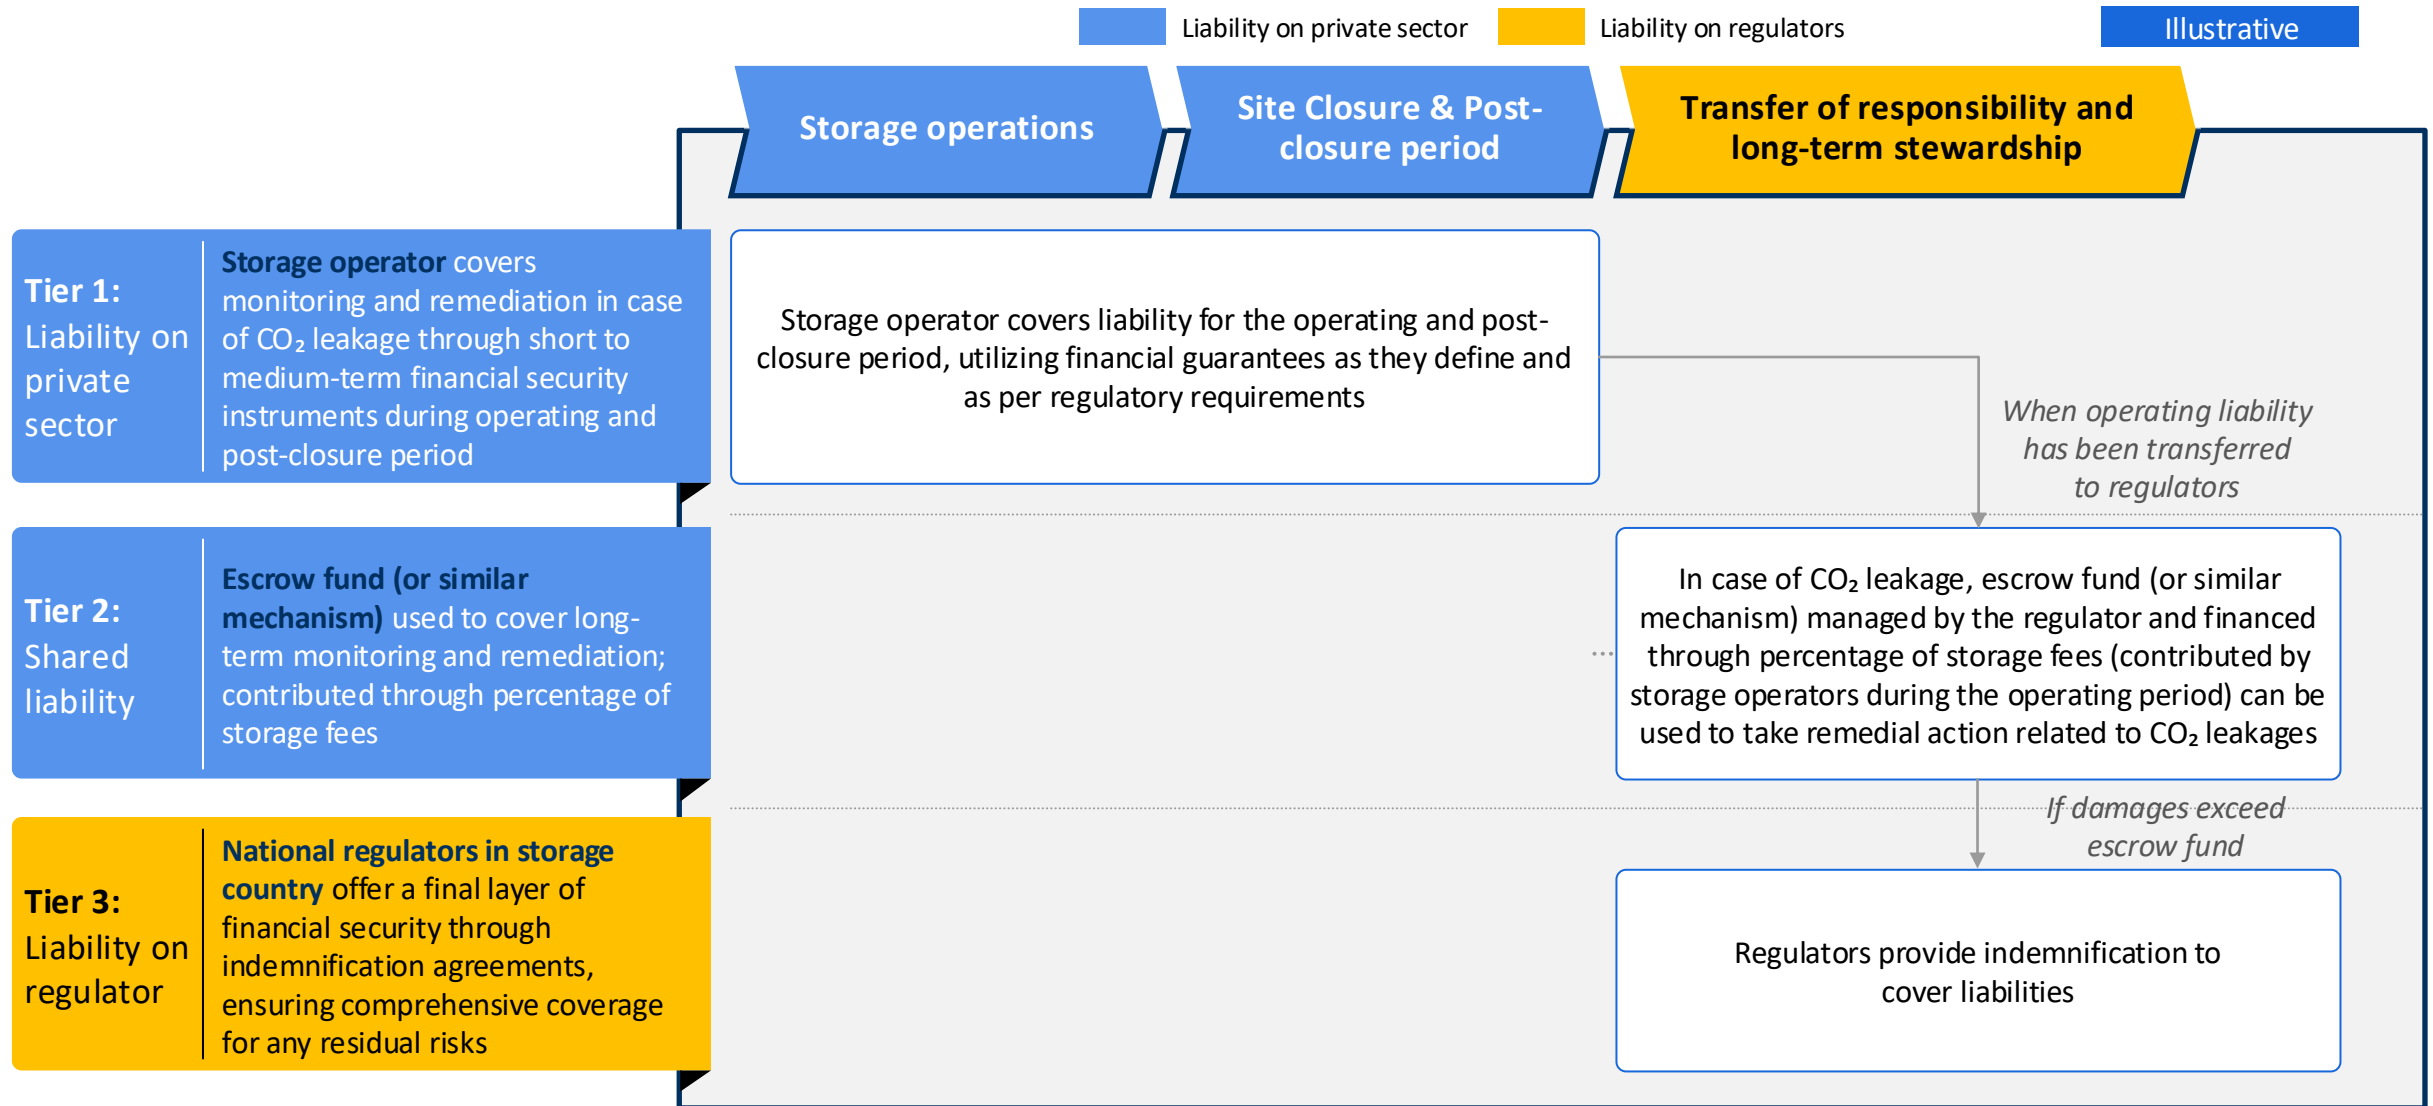 Liability on private sector
Liability on regulators
Illustrative
Storage operations
Site Closure & Post-
closure period
Transfer of responsibility and
long-term stewardship
Tier 1:
Liability on
private
sector
Storage operator covers
monitoring and remediation in case
of CO₂ leakage through short to
medium-term financial security
instruments during operating and
post-closure period
Storage operator covers liability for the operating and post-
closure period, utilizing financial guarantees as they define and
as per regulatory requirements
When operating liability
has been transferred
to regulators
Tier 2:
Shared
liability
Escrow fund (or similar
mechanism) used to cover long-
term monitoring and remediation;
contributed through percentage of
storage fees
In case of CO₂ leakage, escrow fund (or similar
mechanism) managed by the regulator and financed
through percentage of storage fees (contributed by
storage operators during the operating period) can be
used to take remedial action related to CO₂ leakages
If damages exceed
escrow fund
Tier 3:
Liability on
regulator
National regulators in storage
country offer a final layer of
financial security through
indemnification agreements,
ensuring comprehensive coverage
for any residual risks
Regulators provide indemnification to
cover liabilities